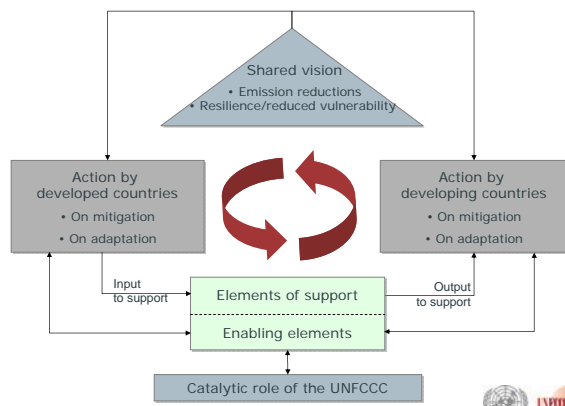 Shared vision
• Emission reductions
• Resilience/reduced vulnerability
Action by
developed countries
• On mitigation
• On adaptation
Action by
developing countries
• On mitigation
• On adaptation
Input
to support
Elements of support
Output
to support
Enabling elements
Catalytic role of the UNFCCC